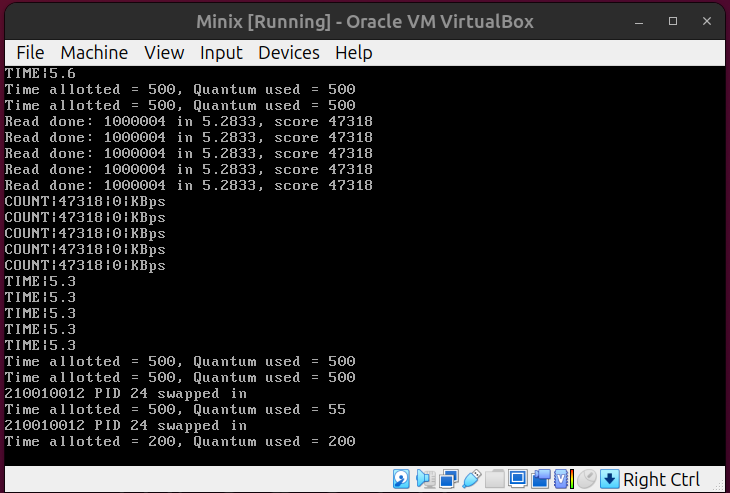 Minix [Running] - Oracle VM VirtualBox
File Machine View Input Devices Help
TIME|5.6
Time allotted = 500, Quantum used = 500
Time allotted = 500, Quantum used = 500
Read done: 1000004 in 5.2833, score 47318
Read done: 1000004 in 5.2833, score 47318
Read done: 1000004 in 5.2833, score 47318
Read done: 1000004 in 5.2833, score 47318
Read done: 1000004 in 5.2833, score 47318
COUNT|47318|0|KBps
COUNT|47318|0|KBps
COUNT|47318|0|KBps
COUNT|47318|0|KBps
COUNT|47318|0|KBps
TIME|5.3
TIME|5.3
TIME|5.3
TIME|5.3
TIME|5.3
Time allotted = 500, Quantum used = 500
Time allotted = 500, Quantum used = 500
210010012 PID 24 swapped in
Time allotted = 500, Quantum used = 55
210010012 PID 24 swapped in
Time allotted = 200, Quantum used = 200
Right Ctrl